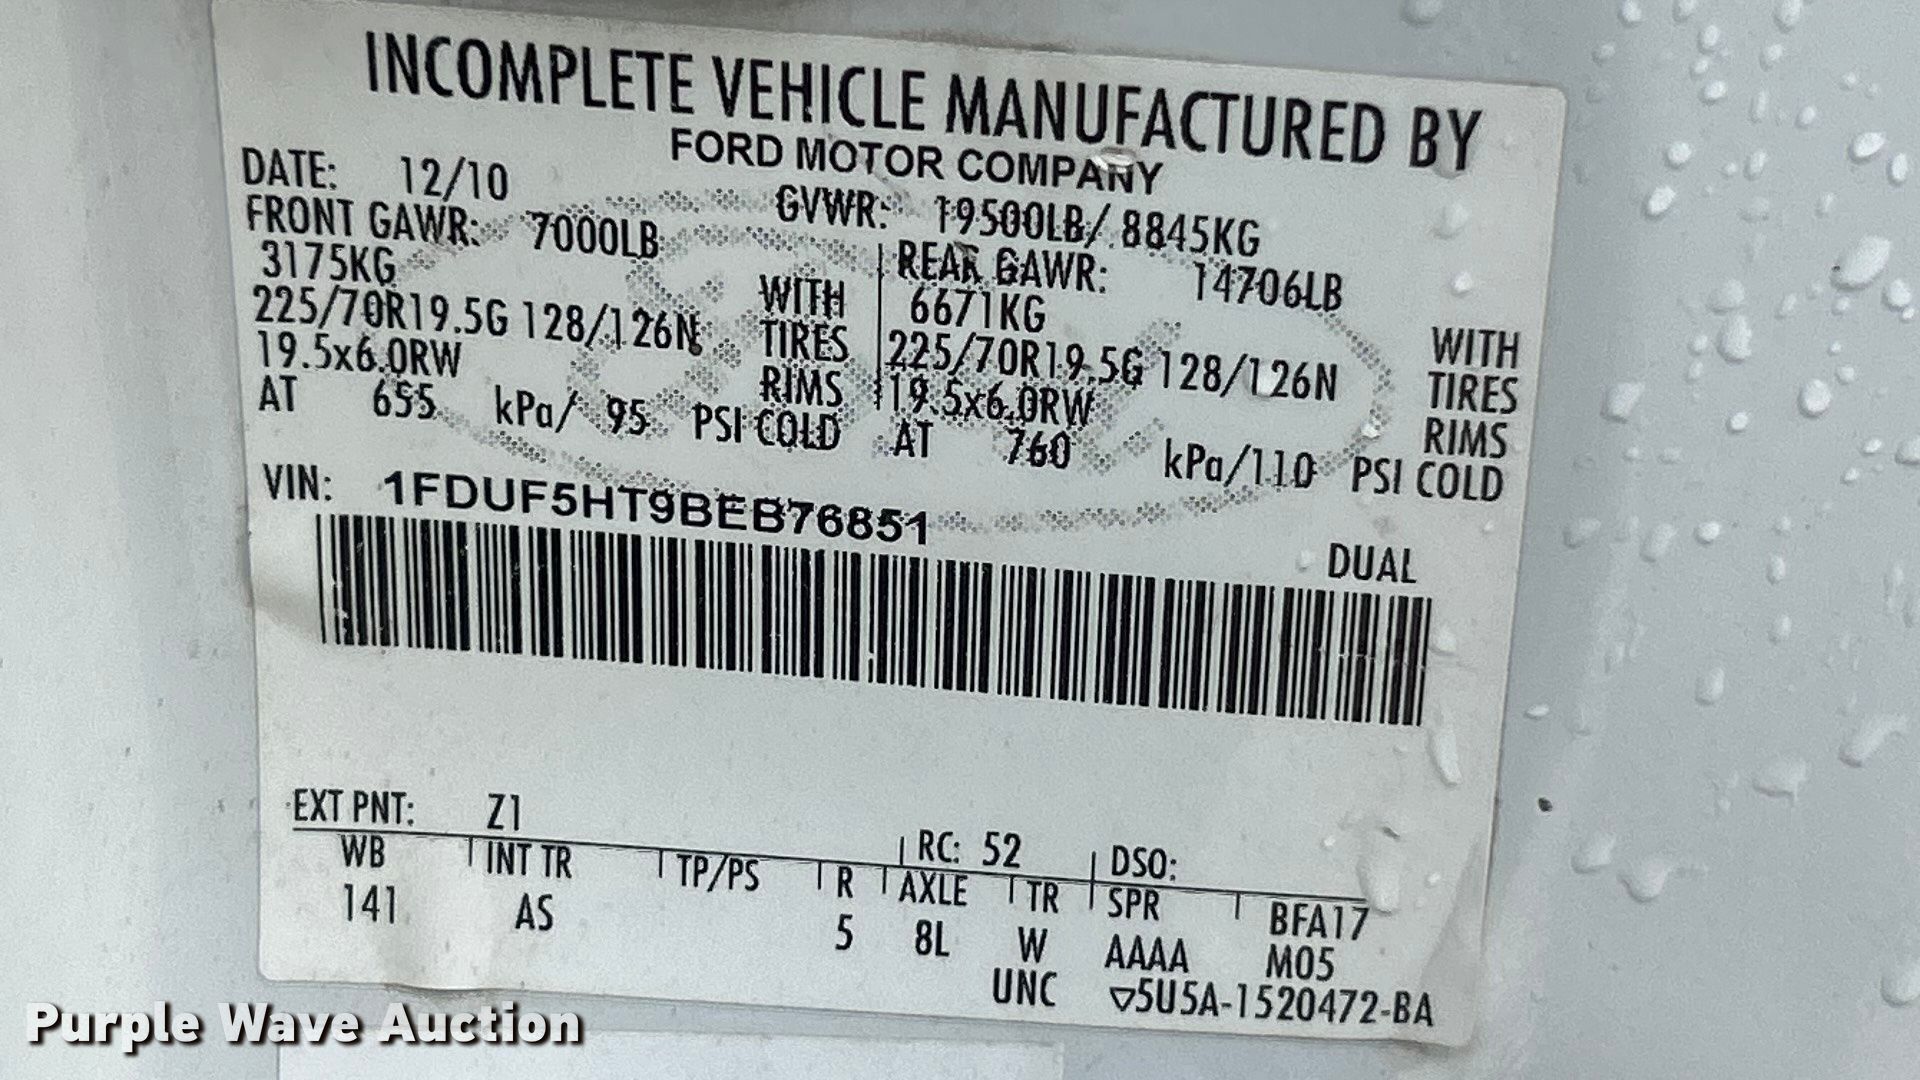 INCOMPLETE VEHICLE MANUFACTURED BY
FORD MOTOR COMPANY
DATE: 12/10 GVWR: 19500LB/ 8845KG
FRONT GAWR: 7000LB REAR GAWR: 14706LB
3175KG WITH 6671KG WITH
225/70R19.5G 128/126N TIRES 225/70R19.5G 128/126N TIRES
19.5x6.0RW RIMS 19.5x6.0RW RIMS
AT 655 kPa/ 95 PSI COLD AT 760 kPa/110 PSI COLD
VIN: 1FDUF5HT9BEB76851
DUAL
EXT PNT: Z1 RC: 52 DSO:
WB INT TR TP/PS R AXLE TR SPR BFA17
141 AS 5 8L W AAAA M05
UNC ▽5U5A-1520472-BA
Purple Wave Auction